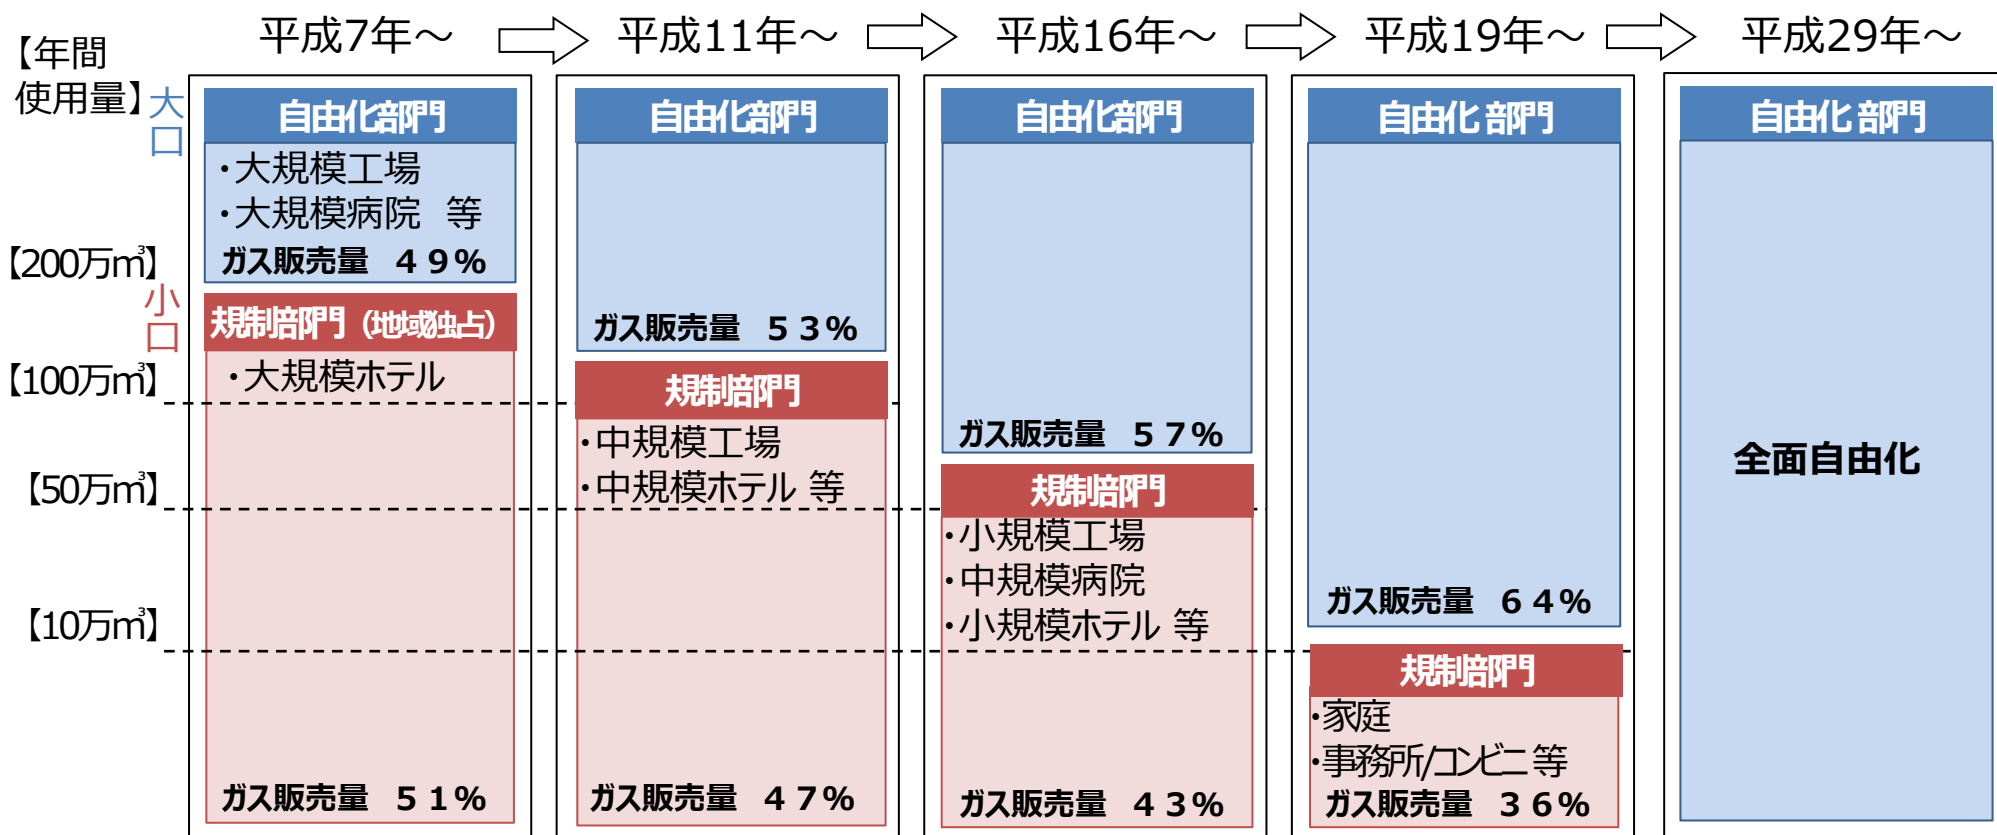 【年間
使用量】
大口
【200万㎥】
小口
【100万㎥】
【50万㎥】
【10万㎥】
平成7年～
自由化部門
・大規模工場
・大規模病院　等
ガス販売量　４９%
規制部門（地域独占）
・大規模ホテル
ガス販売量　５１%
平成11年～
自由化部門
ガス販売量　５３%
規制部門
・中規模工場
・中規模ホテル 等
ガス販売量　４７%
平成16年～
自由化部門
ガス販売量　５７%
規制部門
・小規模工場
・中規模病院
・小規模ホテル 等
ガス販売量　４３%
平成19年～
自由化 部門
ガス販売量　６４%
規制部門
・家庭
・事務所/コンビニ 等
ガス販売量　３６%
平成29年～
自由化 部門
全面自由化